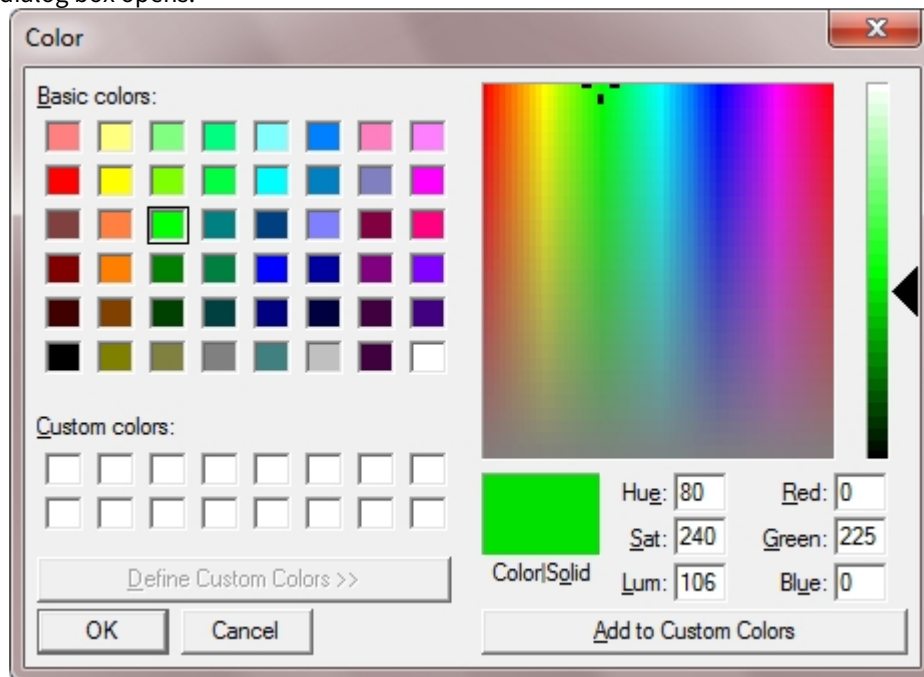 dialog box opens.
Color
x
Basic colors:
Custom colors:
Define Custom Colors >>
OK Cancel
Color|Solid
Hue: 80 Red: 0
Sat: 240 Green: 225
Lum: 106 Blue: 0
Add to Custom Colors